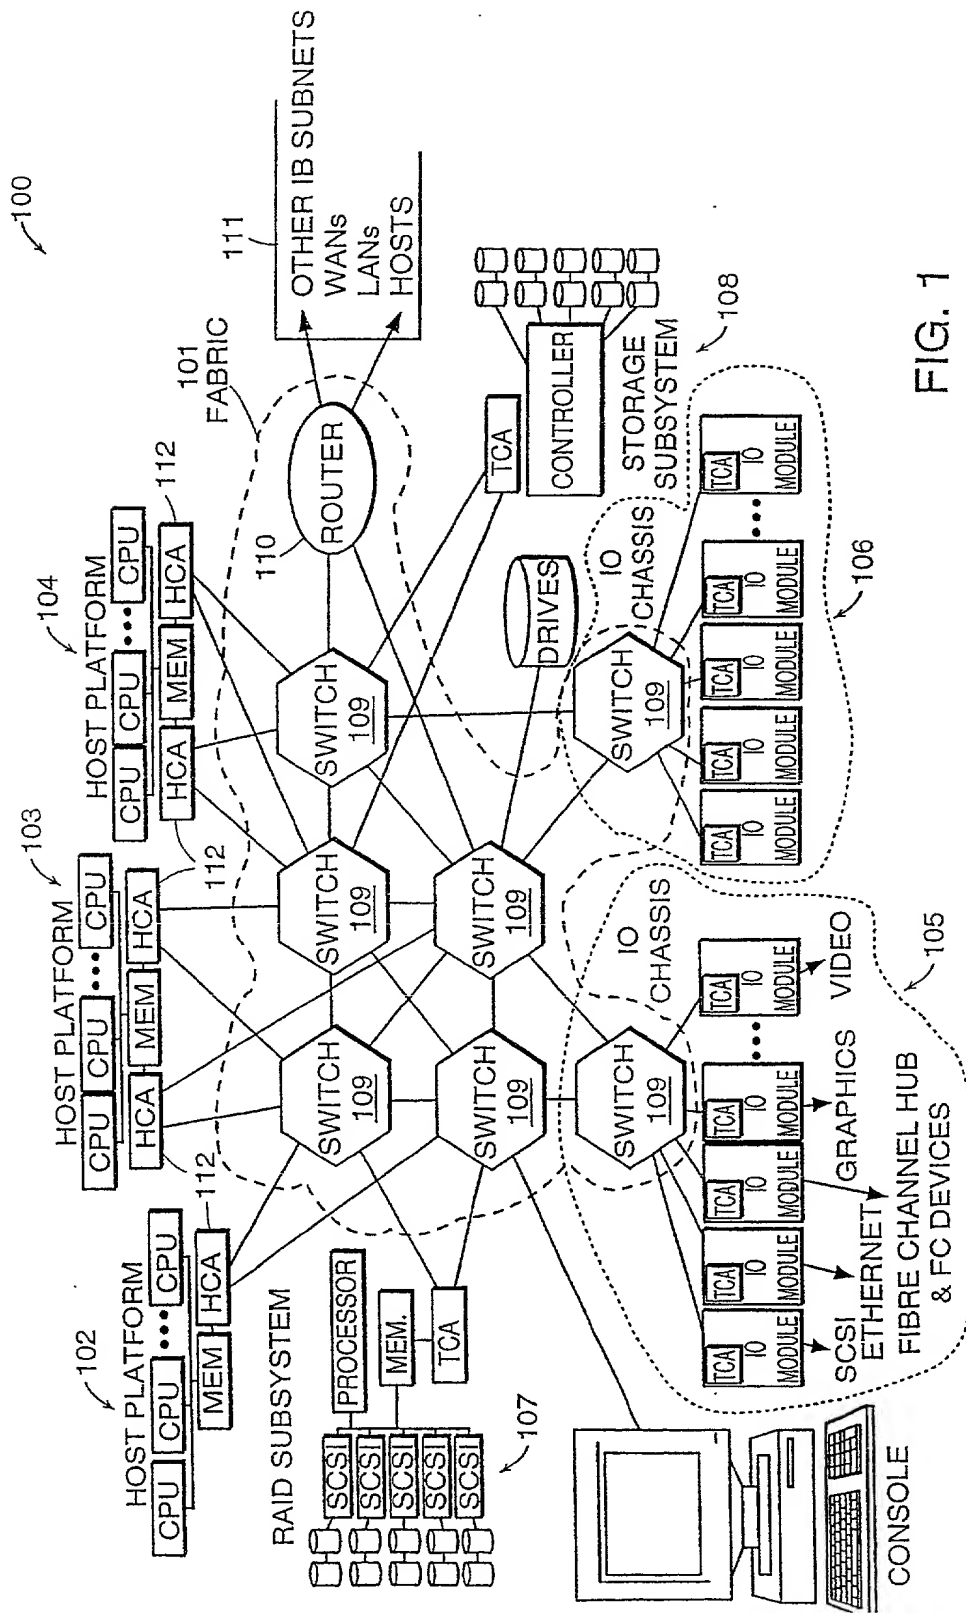 100
HOST PLATFORM
102
CPU
CPU
CPU
MEM
HCA
112
HOST PLATFORM
103
CPU
CPU
CPU
HCA
MEM
HCA
112
112
HOST PLATFORM
104
CPU
CPU
CPU
HCA
MEM
HCA
112
101
FABRIC
111
OTHER IB SUBNETS
WANs
LANs
HOSTS
RAID SUBSYSTEM
PROCESSOR
MEM.
TCA
SCSI
SCSI
SCSI
SCSI
SCSI
107
SWITCH
109
SWITCH
109
SWITCH
109
110
ROUTER
SWITCH
109
SWITCH
109
DRIVES
TCA
CONTROLLER
STORAGE
SUBSYSTEM
108
SWITCH
109
IO
CHASSIS
SWITCH
109
IO
CHASSIS
TCA
IO
MODULE
TCA
IO
MODULE
TCA
IO
MODULE
TCA
IO
MODULE
TCA
IO
MODULE
TCA
IO
MODULE
TCA
IO
MODULE
TCA
IO
MODULE
TCA
IO
MODULE
TCA
IO
MODULE
SCSI
ETHERNET
FIBRE CHANNEL HUB
& FC DEVICES
GRAPHICS
VIDEO
105
106
CONSOLE
FIG. 1